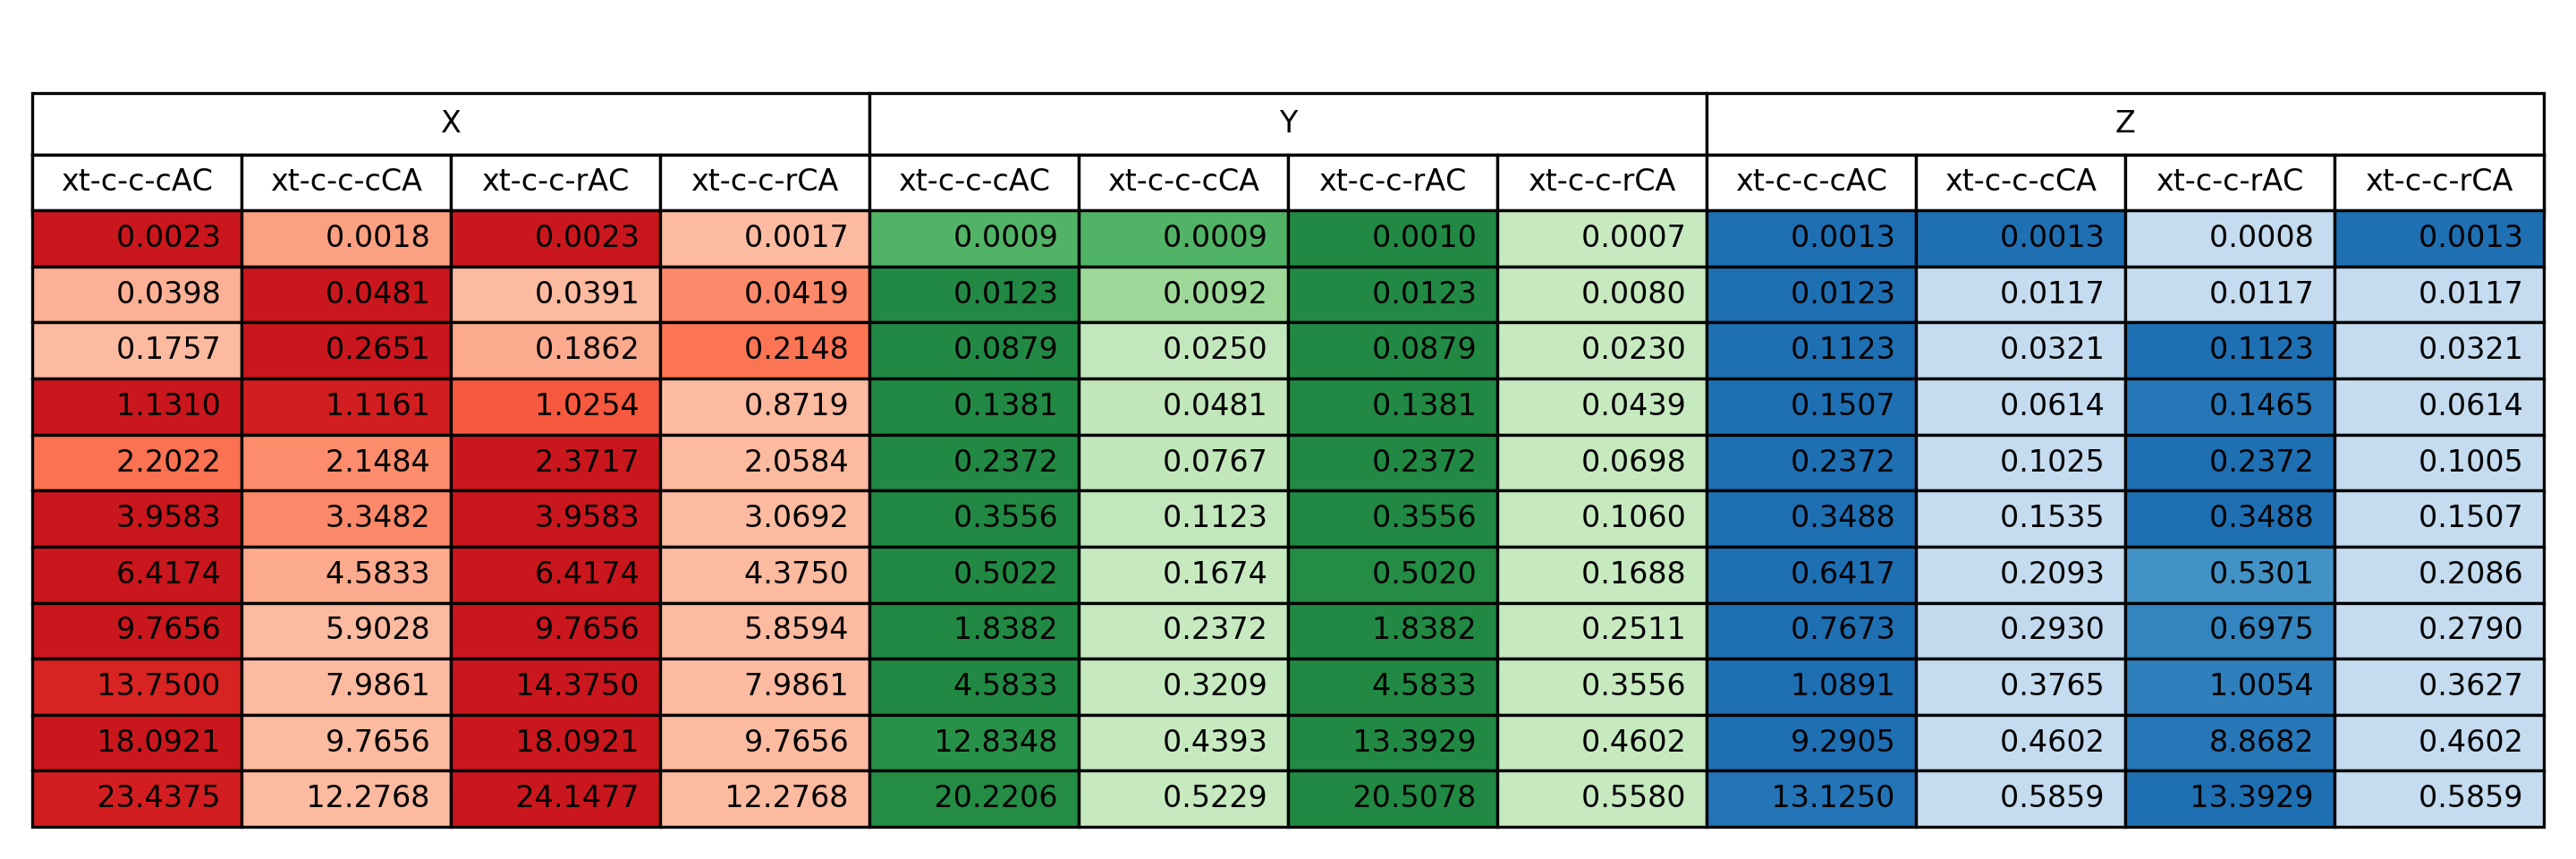 X Y Z
xt-c-c-cAC xt-c-c-cCA xt-c-c-rAC xt-c-c-rCA xt-c-c-cAC xt-c-c-cCA xt-c-c-rAC xt-c-c-rCA xt-c-c-cAC xt-c-c-cCA xt-c-c-rAC xt-c-c-rCA
0.0023 0.0018 0.0023 0.0017 0.0009 0.0009 0.0010 0.0007 0.0013 0.0013 0.0008 0.0013
0.0398 0.0481 0.0391 0.0419 0.0123 0.0092 0.0123 0.0080 0.0123 0.0117 0.0117 0.0117
0.1757 0.2651 0.1862 0.2148 0.0879 0.0250 0.0879 0.0230 0.1123 0.0321 0.1123 0.0321
1.1310 1.1161 1.0254 0.8719 0.1381 0.0481 0.1381 0.0439 0.1507 0.0614 0.1465 0.0614
2.2022 2.1484 2.3717 2.0584 0.2372 0.0767 0.2372 0.0698 0.2372 0.1025 0.2372 0.1005
3.9583 3.3482 3.9583 3.0692 0.3556 0.1123 0.3556 0.1060 0.3488 0.1535 0.3488 0.1507
6.4174 4.5833 6.4174 4.3750 0.5022 0.1674 0.5020 0.1688 0.6417 0.2093 0.5301 0.2086
9.7656 5.9028 9.7656 5.8594 1.8382 0.2372 1.8382 0.2511 0.7673 0.2930 0.6975 0.2790
13.7500 7.9861 14.3750 7.9861 4.5833 0.3209 4.5833 0.3556 1.0891 0.3765 1.0054 0.3627
18.0921 9.7656 18.0921 9.7656 12.8348 0.4393 13.3929 0.4602 9.2905 0.4602 8.8682 0.4602
23.4375 12.2768 24.1477 12.2768 20.2206 0.5229 20.5078 0.5580 13.1250 0.5859 13.3929 0.5859